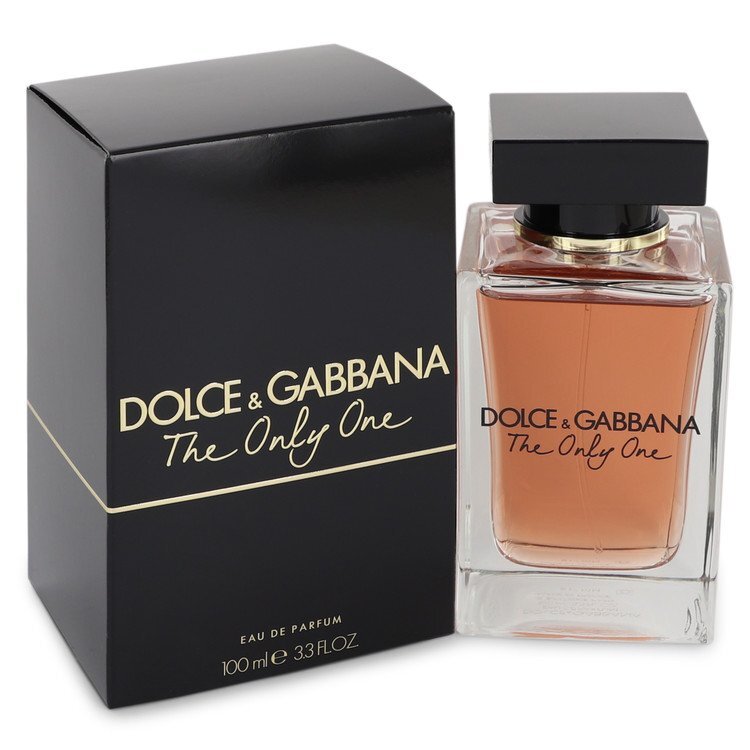 DOLCE & GABBANA
The Only One
EAU DE PARFUM
100 ml e 3.3 FL.OZ.
DOLCE & GABBANA
The Only One